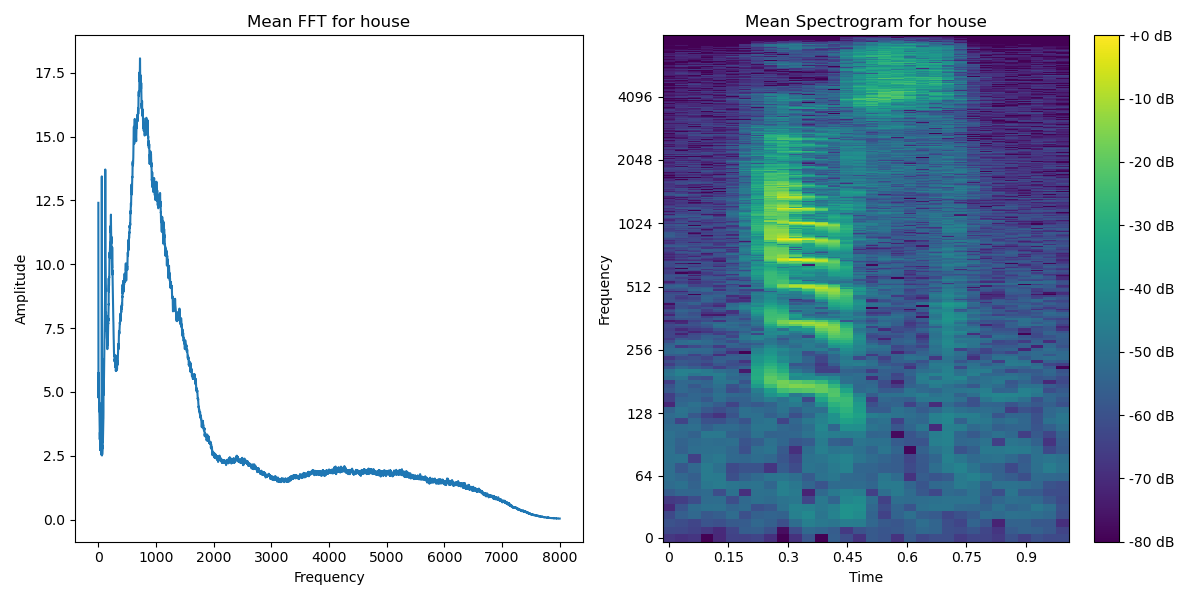 Mean FFT for house
Amplitude
17.5
15.0
12.5
10.0
7.5
5.0
2.5
0.0
0 1000 2000 3000 4000 5000 6000 7000 8000
Frequency
Mean Spectrogram for house
Frequency
4096
2048
1024
512
256
128
64
0
0 0.15 0.3 0.45 0.6 0.75 0.9
Time
+0 dB
-10 dB
-20 dB
-30 dB
-40 dB
-50 dB
-60 dB
-70 dB
-80 dB